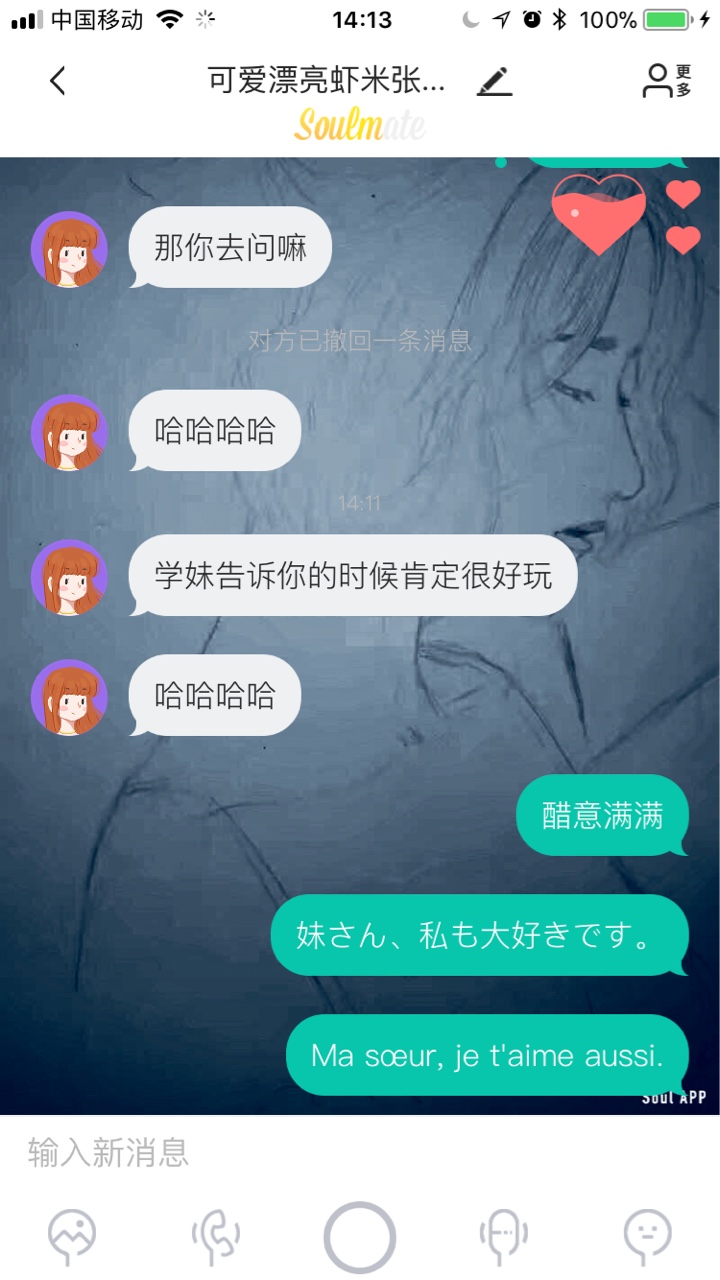 中国移动
14:13
100%
可爱漂亮虾米张...
更多
Soulmate
那你去问嘛
对方已撤回一条消息
哈哈哈哈
14:11
学妹告诉你的时候肯定很好玩
哈哈哈哈
醋意满满
妹さん、私も大好きです。
Ma sœur, je t'aime aussi.
Soul APP
输入新消息